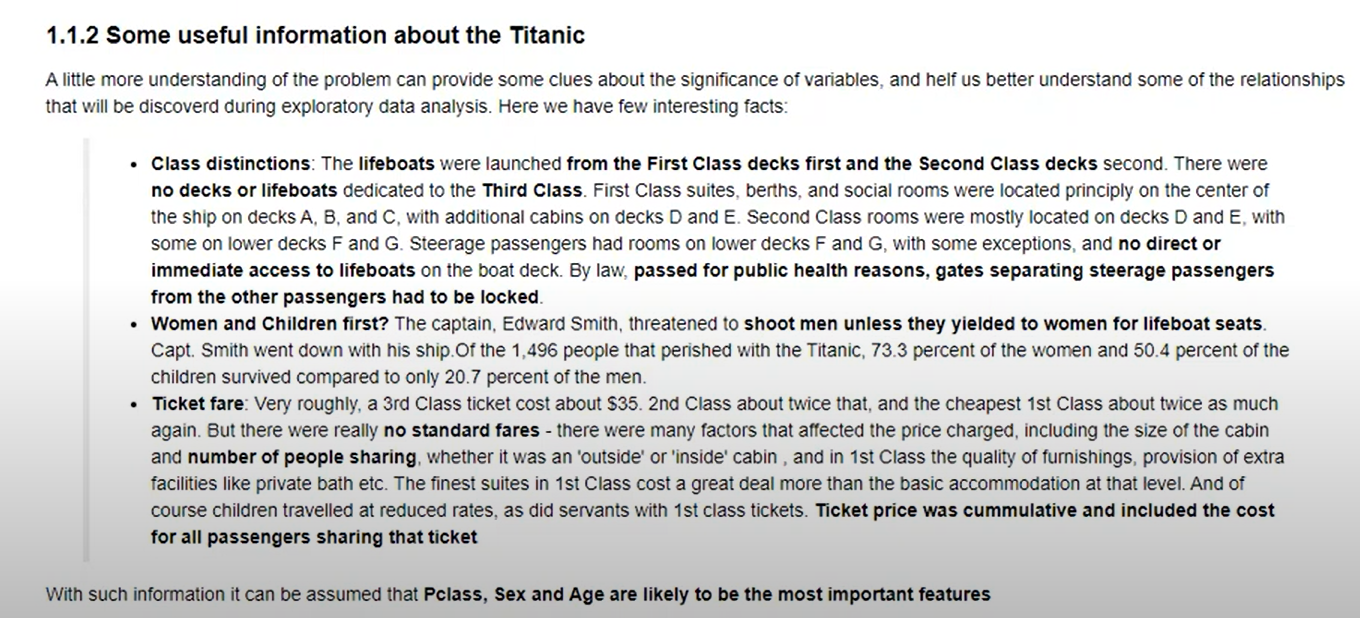 1.1.2 Some useful information about the Titanic
A little more understanding of the problem can provide some clues about the significance of variables, and helf us better understand some of the relationships
that will be discoverd during exploratory data analysis. Here we have few interesting facts:
• Class distinctions: The lifeboats were launched from the First Class decks first and the Second Class decks second. There were
no decks or lifeboats dedicated to the Third Class. First Class suites, berths, and social rooms were located principly on the center of
the ship on decks A, B, and C, with additional cabins on decks D and E. Second Class rooms were mostly located on decks D and E, with
some on lower decks F and G. Steerage passengers had rooms on lower decks F and G, with some exceptions, and no direct or
immediate access to lifeboats on the boat deck. By law, passed for public health reasons, gates separating steerage passengers
from the other passengers had to be locked.
• Women and Children first? The captain, Edward Smith, threatened to shoot men unless they yielded to women for lifeboat seats.
Capt. Smith went down with his ship.Of the 1,496 people that perished with the Titanic, 73.3 percent of the women and 50.4 percent of the
children survived compared to only 20.7 percent of the men.
• Ticket fare: Very roughly, a 3rd Class ticket cost about $35. 2nd Class about twice that, and the cheapest 1st Class about twice as much
again. But there were really no standard fares - there were many factors that affected the price charged, including the size of the cabin
and number of people sharing, whether it was an 'outside' or 'inside' cabin , and in 1st Class the quality of furnishings, provision of extra
facilities like private bath etc. The finest suites in 1st Class cost a great deal more than the basic accommodation at that level. And of
course children travelled at reduced rates, as did servants with 1st class tickets. Ticket price was cummulative and included the cost
for all passengers sharing that ticket
With such information it can be assumed that Pclass, Sex and Age are likely to be the most important features